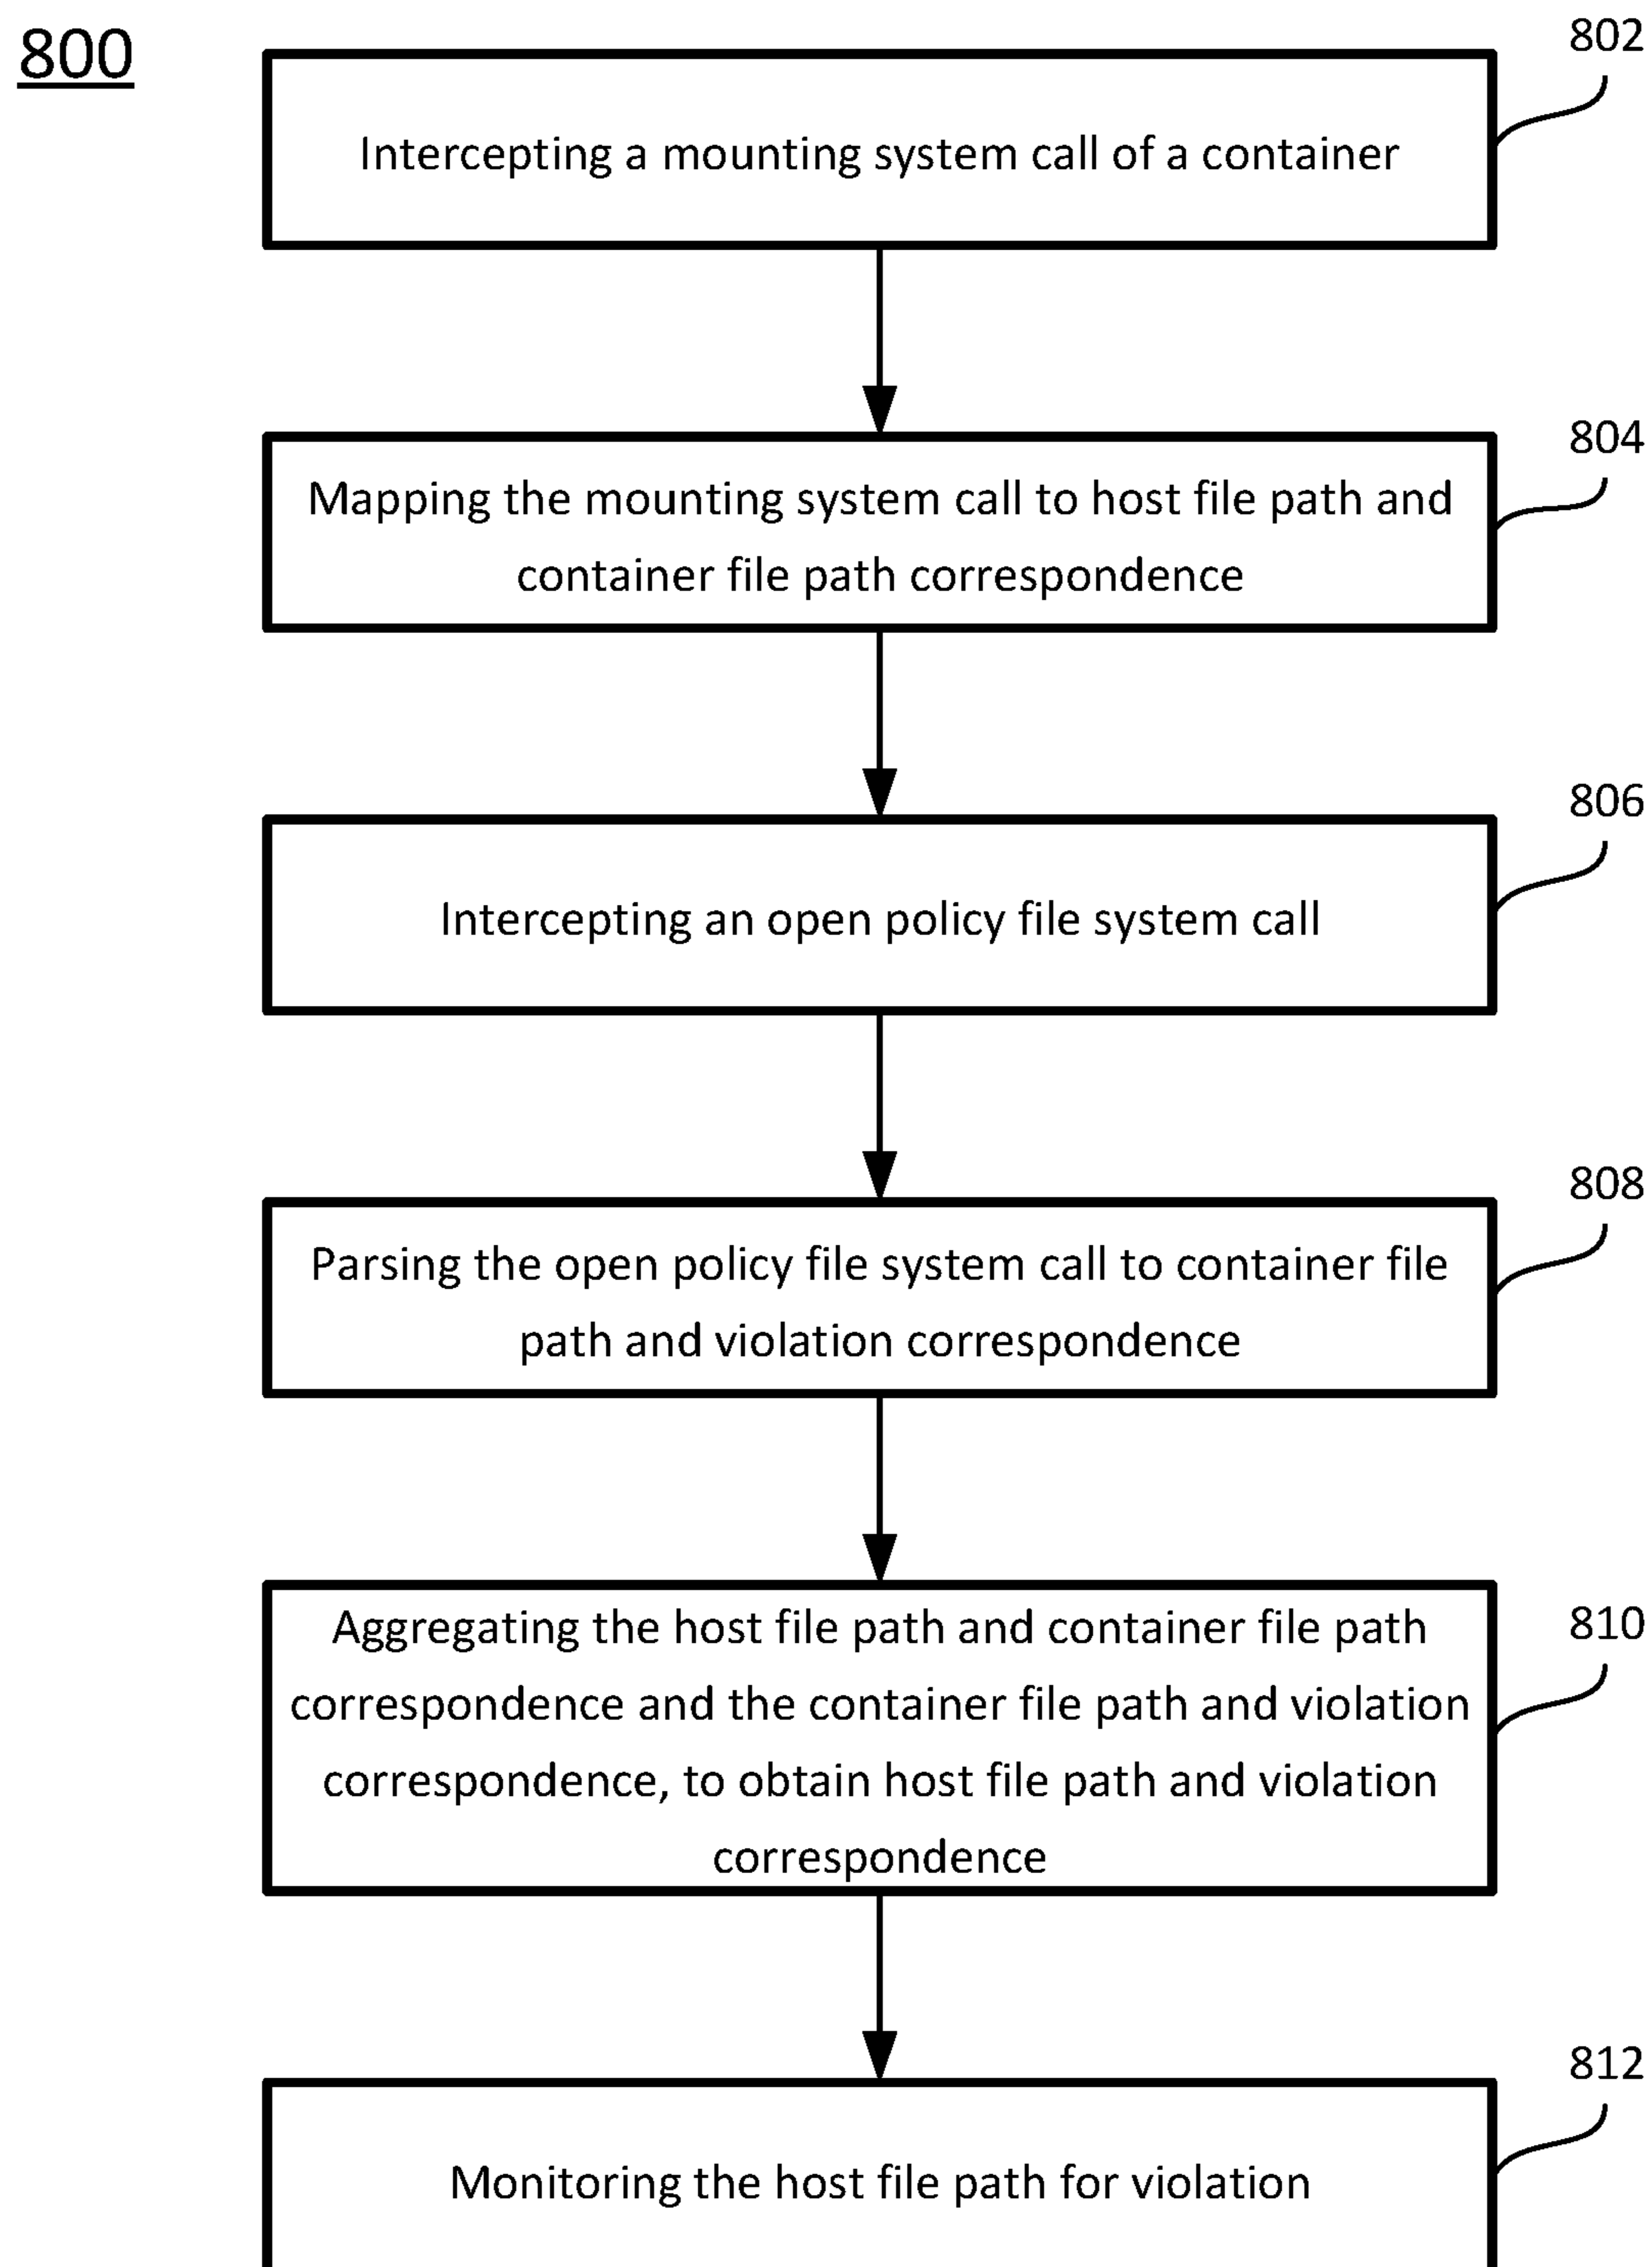 800
802
Intercepting a mounting system call of a container
804
Mapping the mounting system call to host file path and
container file path correspondence
806
Intercepting an open policy file system call
808
Parsing the open policy file system call to container file
path and violation correspondence
810
Aggregating the host file path and container file path
correspondence and the container file path and violation
correspondence, to obtain host file path and violation
correspondence
812
Monitoring the host file path for violation